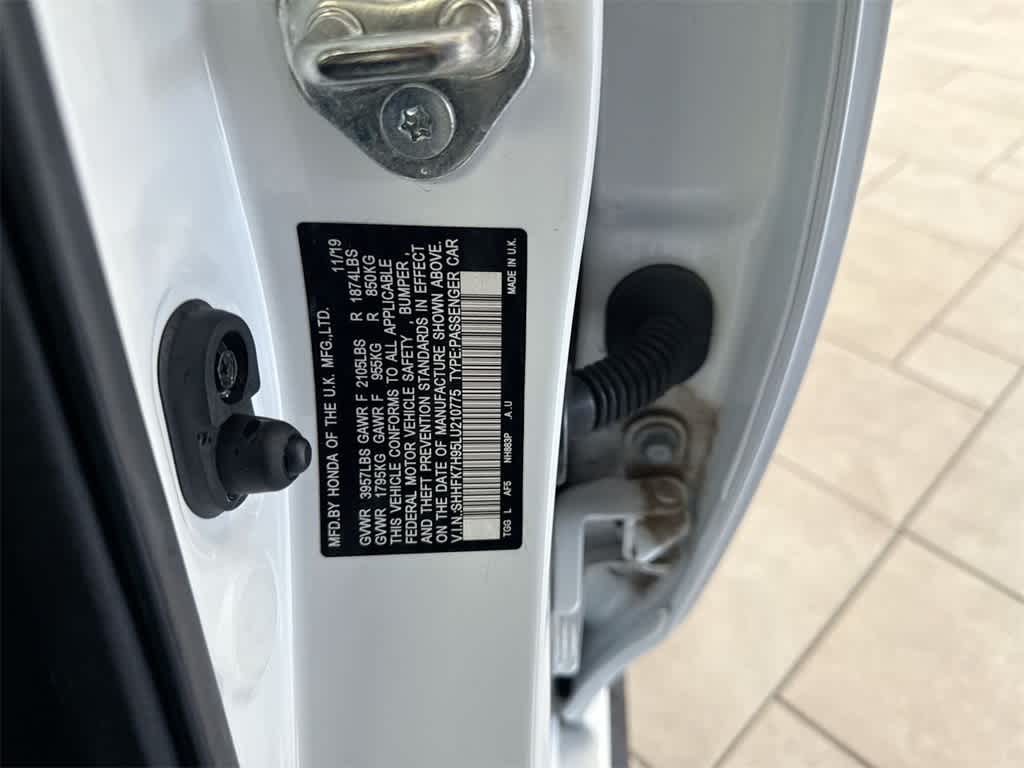 MFD.BY HONDA OF THE U.K. MFG.,LTD. 11/19
GVWR 3957LBS GAWR F 2105LBS R 1874LBS
GVWR 1795KG GAWR F 955KG R 850KG
THIS VEHICLE CONFORMS TO ALL APPLICABLE
FEDERAL MOTOR VEHICLE SAFETY , BUMPER ,
AND THEFT PREVENTION STANDARDS IN EFFECT
ON THE DATE OF MANUFACTURE SHOWN ABOVE.
V.I.N.:SHHFK7H95LU210775 TYPE:PASSENGER CAR
TGG L AF5 NH883P .A.U MADE IN U.K.